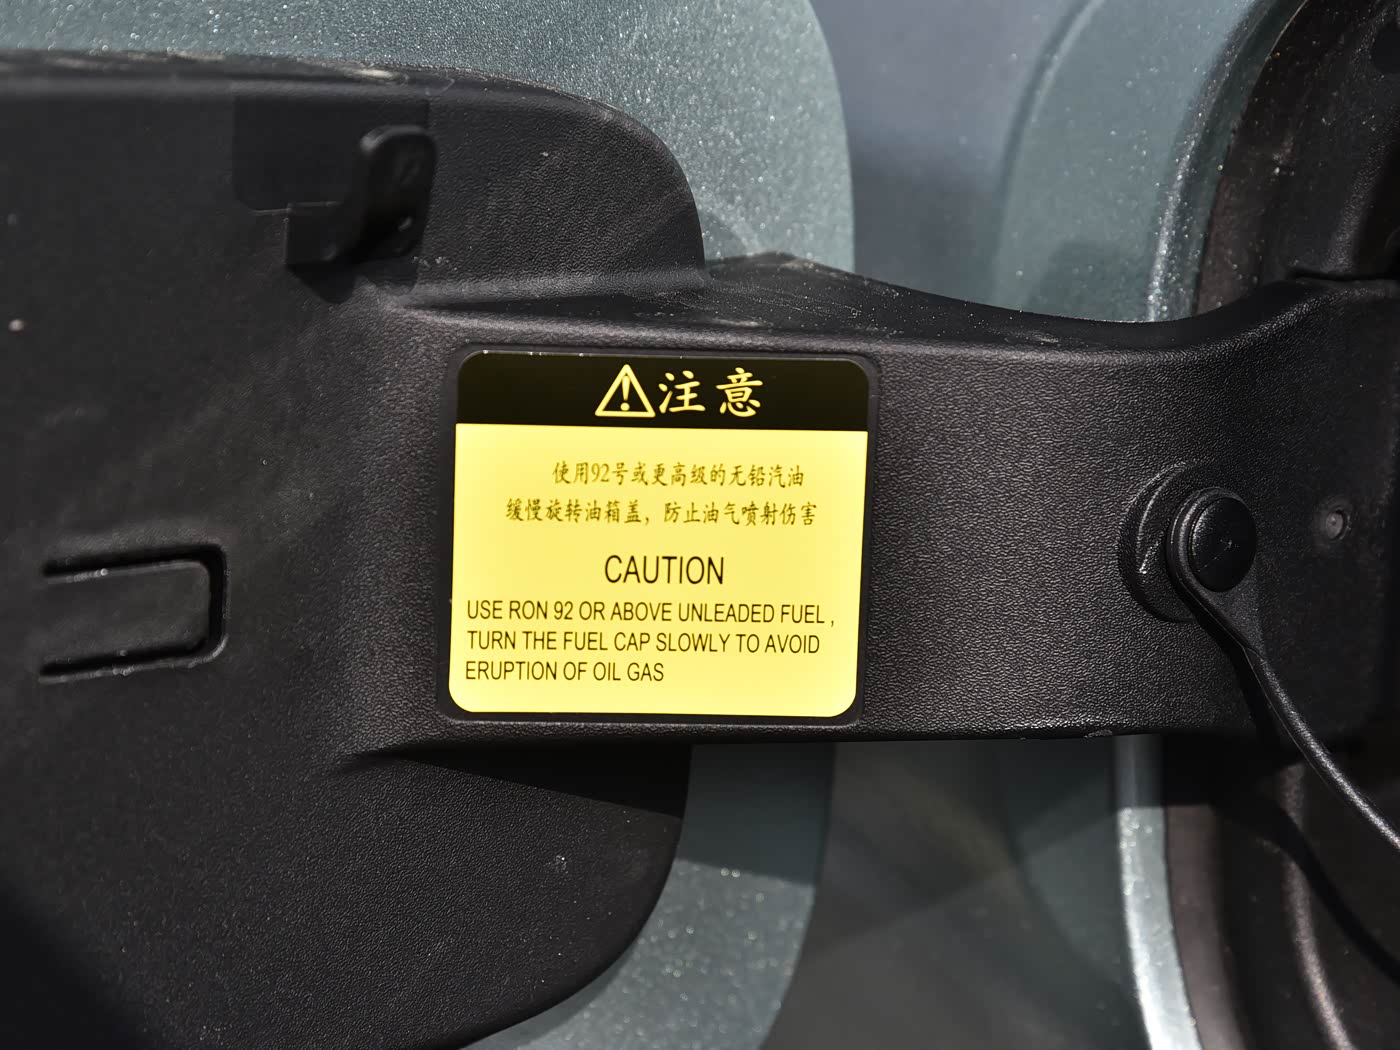 注意
使用92号或更高级的无铅汽油
缓慢旋转油箱盖，防止油气喷射伤害
CAUTION
USE RON 92 OR ABOVE UNLEADED FUEL ,
TURN THE FUEL CAP SLOWLY TO AVOID
ERUPTION OF OIL GAS